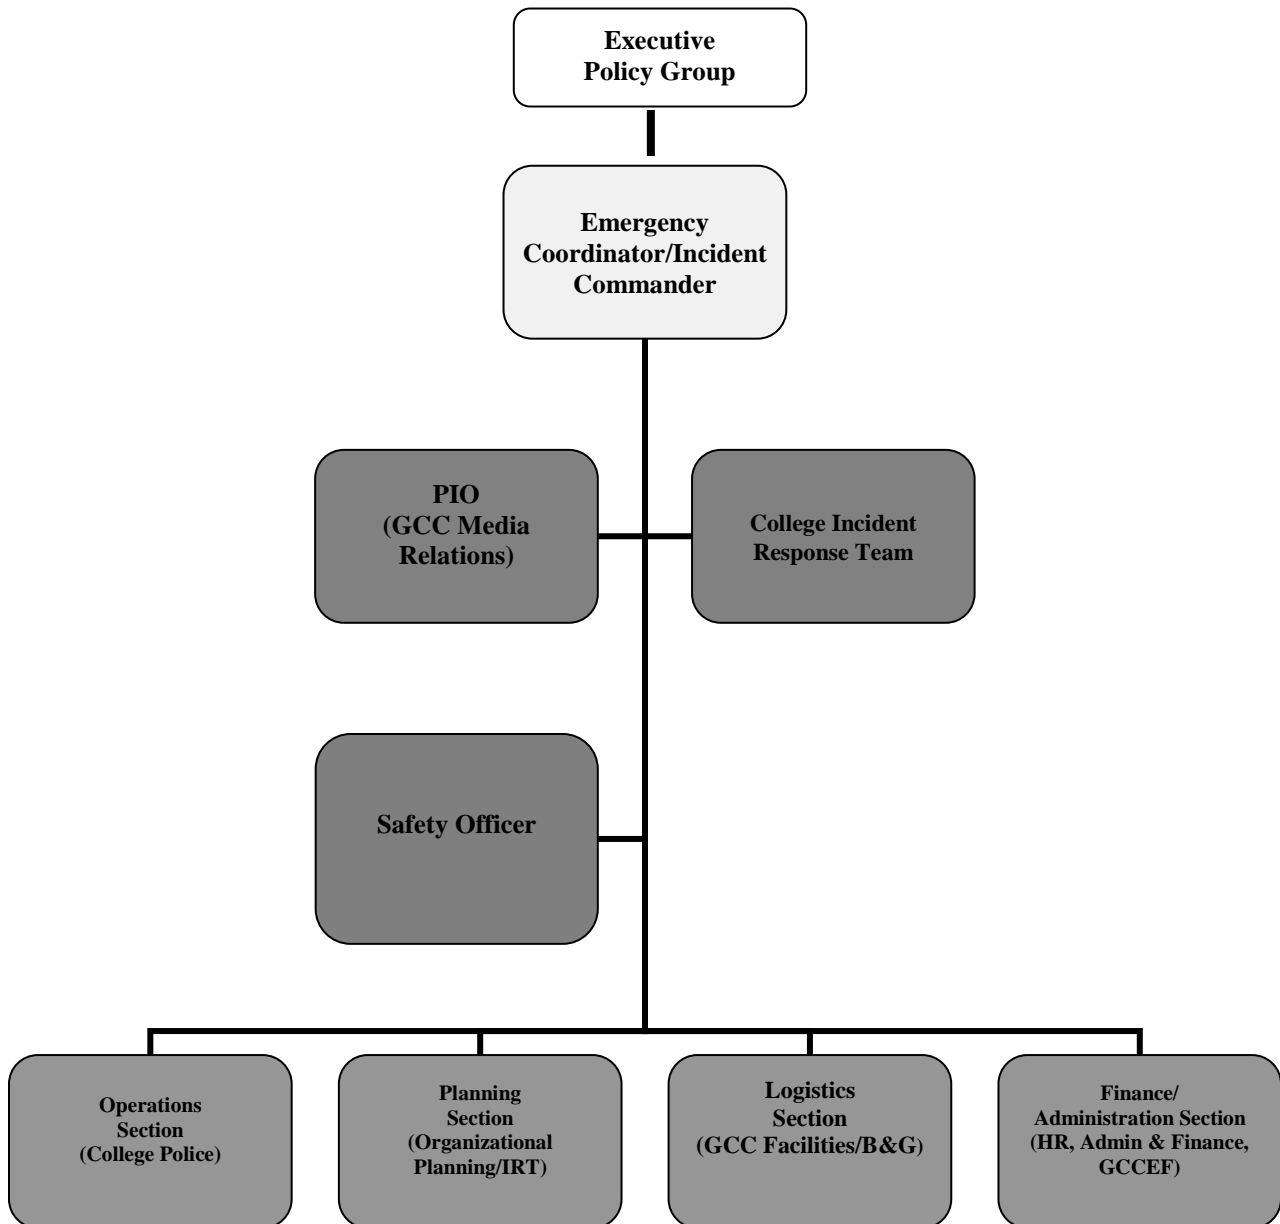 Executive
Policy Group
Emergency
Coordinator/Incident
Commander
PIO
(GCC Media
Relations)
College Incident
Response Team
Safety Officer
Operations
Section
(College Police)
Planning
Section
(Organizational
Planning/IRT)
Logistics
Section
(GCC Facilities/B&G)
Finance/
Administration Section
(HR, Admin & Finance,
GCCEF)